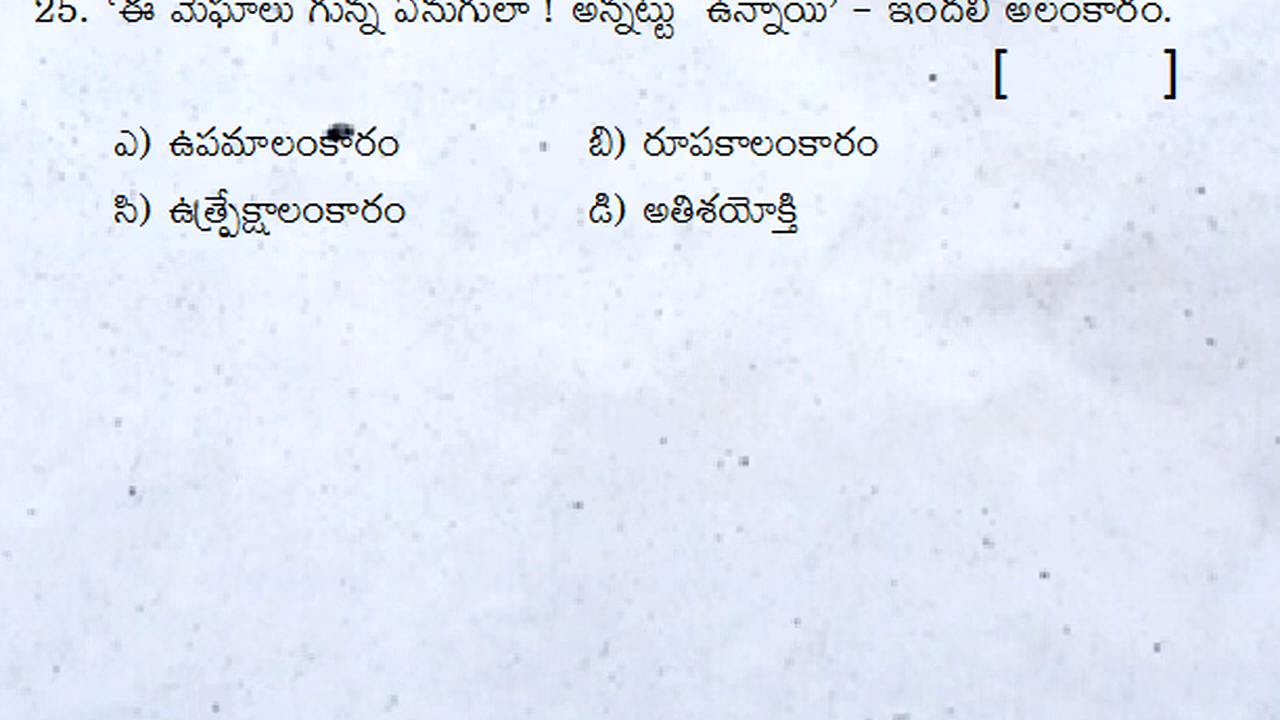 25. ‘ఈ మేఘాలు గున్న ఏనుగులా ! అన్నట్టు ఉన్నాయి’ – ఇందలి అలంకారం.
[ ]
ఎ) ఉపమాలంకారం బి) రూపకాలంకారం
సి) ఉత్ప్రేక్షాలంకారం డి) అతిశయోక్తి